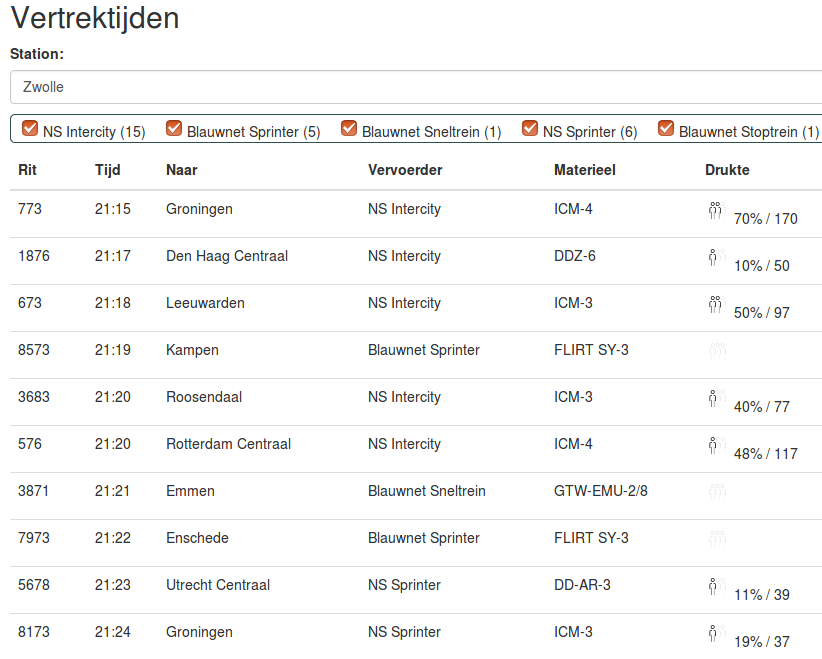 Vertrektijden
Station:
Zwolle
NS Intercity (15) Blauwnet Sprinter (5) Blauwnet Sneltrein (1) NS Sprinter (6) Blauwnet Stoptrein (1)
Rit Tijd Naar Vervoerder Materieel Drukte
773 21:15 Groningen NS Intercity ICM-4 70% / 170
1876 21:17 Den Haag Centraal NS Intercity DDZ-6 10% / 50
673 21:18 Leeuwarden NS Intercity ICM-3 50% / 97
8573 21:19 Kampen Blauwnet Sprinter FLIRT SY-3
3683 21:20 Roosendaal NS Intercity ICM-3 40% / 77
576 21:20 Rotterdam Centraal NS Intercity ICM-4 48% / 117
3871 21:21 Emmen Blauwnet Sneltrein GTW-EMU-2/8
7973 21:22 Enschede Blauwnet Sprinter FLIRT SY-3
5678 21:23 Utrecht Centraal NS Sprinter DD-AR-3 11% / 39
8173 21:24 Groningen NS Sprinter ICM-3 19% / 37